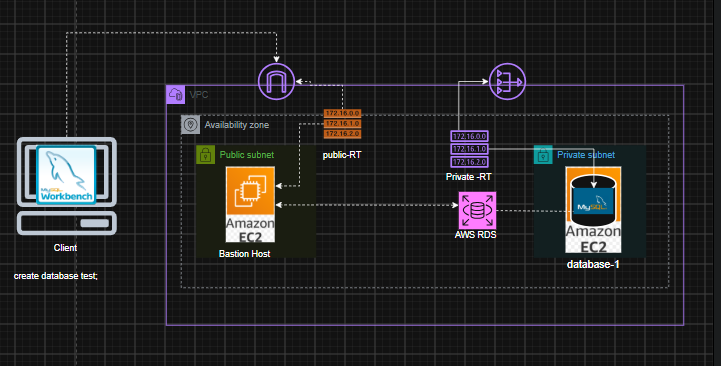 VPC
Availability zone
172.16.0.0
172.16.1.0
172.16.2.0
public-RT
172.16.0.0
172.16.1.0
172.16.2.0
Private -RT
Public subnet
Private subnet
MySQL
Workbench
Client
create database test;
Amazon
EC2
Bastion Host
AWS RDS
MySQL
Amazon
EC2
database-1